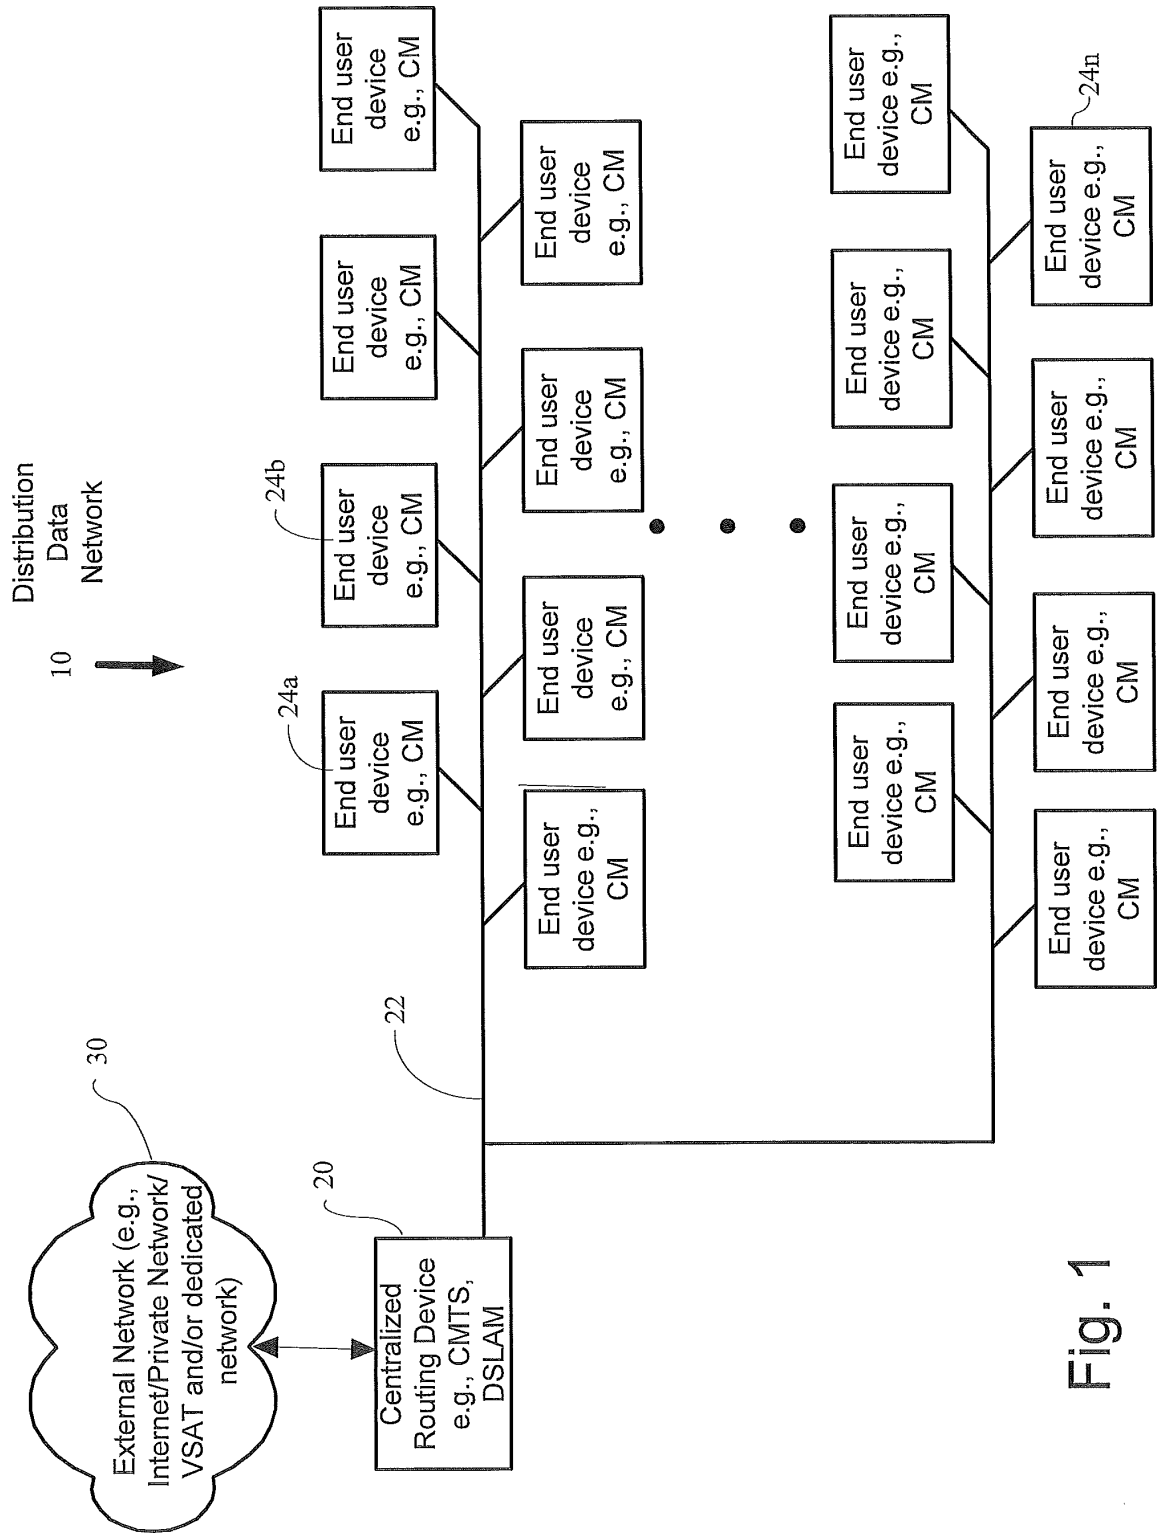 Distribution
Data
Network
10
30
External Network (e.g.,
Internet/Private Network/
VSAT and/or dedicated
network)
20
Centralized
Routing Device
e.g., CMTS,
DSLAM
22
24a
End user
device
e.g., CM
24b
End user
device
e.g., CM
End user
device
e.g., CM
End user
device
e.g., CM
End user
device e.g.,
CM
End user
device
e.g., CM
End user
device
e.g., CM
End user
device
e.g., CM
End user
device e.g.,
CM
End user
device e.g.,
CM
End user
device e.g.,
CM
End user
device e.g.,
CM
End user
device e.g.,
CM
End user
device e.g.,
CM
End user
device e.g.,
CM
End user
device e.g.,
CM
24n
Fig. 1